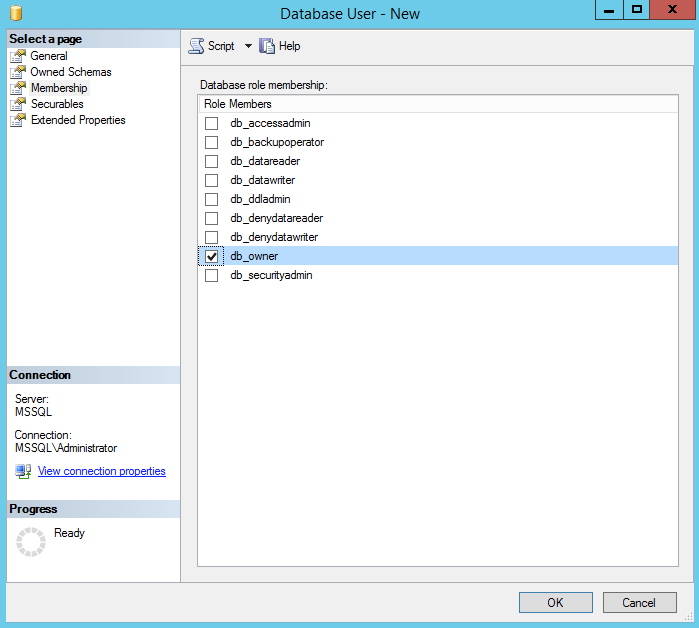 Database User - New
Select a page
General
Owned Schemas
Membership
Securables
Extended Properties
Script
Help
Database role membership:
Role Members
db_accessadmin
db_backupoperator
db_datareader
db_datawriter
db_ddladmin
db_denydatareader
db_denydatawriter
db_owner
db_securityadmin
Connection
Server:
MSSQL
Connection:
MSSQL\Administrator
View connection properties
Progress
Ready
OK
Cancel